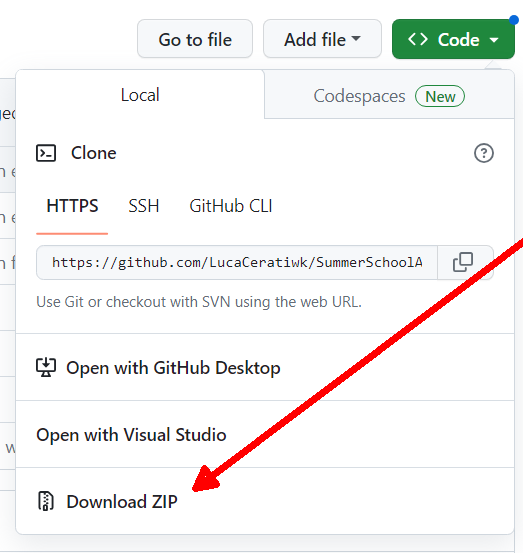 Go to file
Add file
Code
Local
Codespaces New
Clone
HTTPS SSH GitHub CLI
https://github.com/LucaCeratiwk/SummerSchoolA
Use Git or checkout with SVN using the web URL.
Open with GitHub Desktop
Open with Visual Studio
Download ZIP